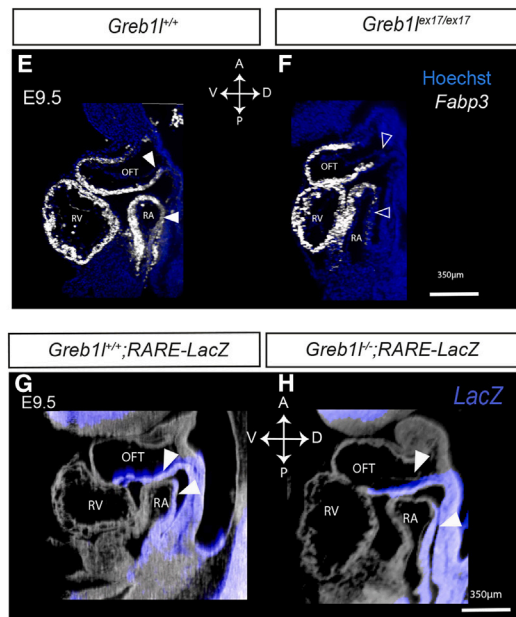 Greb1l+/+
Greb1lex17/ex17
E
A
V D
P
F
Hoechst
Fabp3
E9.5
OFT
RV
RA
OFT
RV
RA
350µm
Greb1l+/+;RARE-LacZ
Greb1l-/-;RARE-LacZ
G
E9.5
A
V D
P
H
LacZ
OFT
RV
RA
OFT
RV
RA
350µm